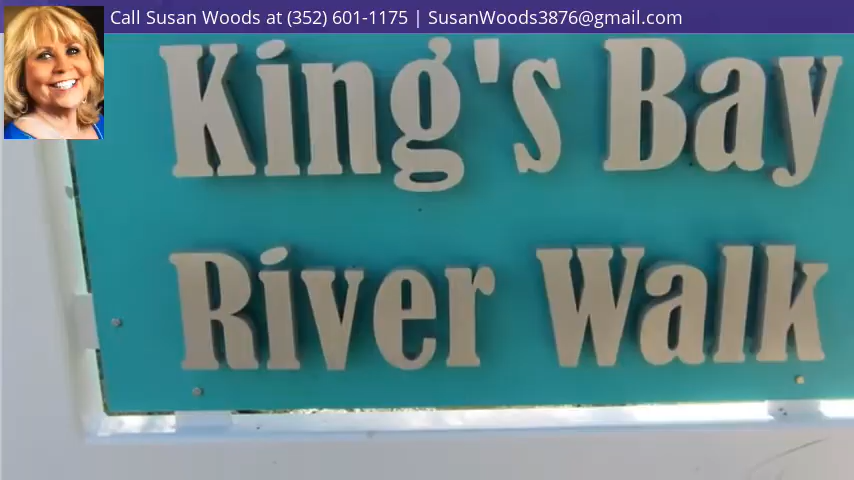 Call Susan Woods at (352) 601-1175 | SusanWoods3876@gmail.com
King's Bay
River Walk